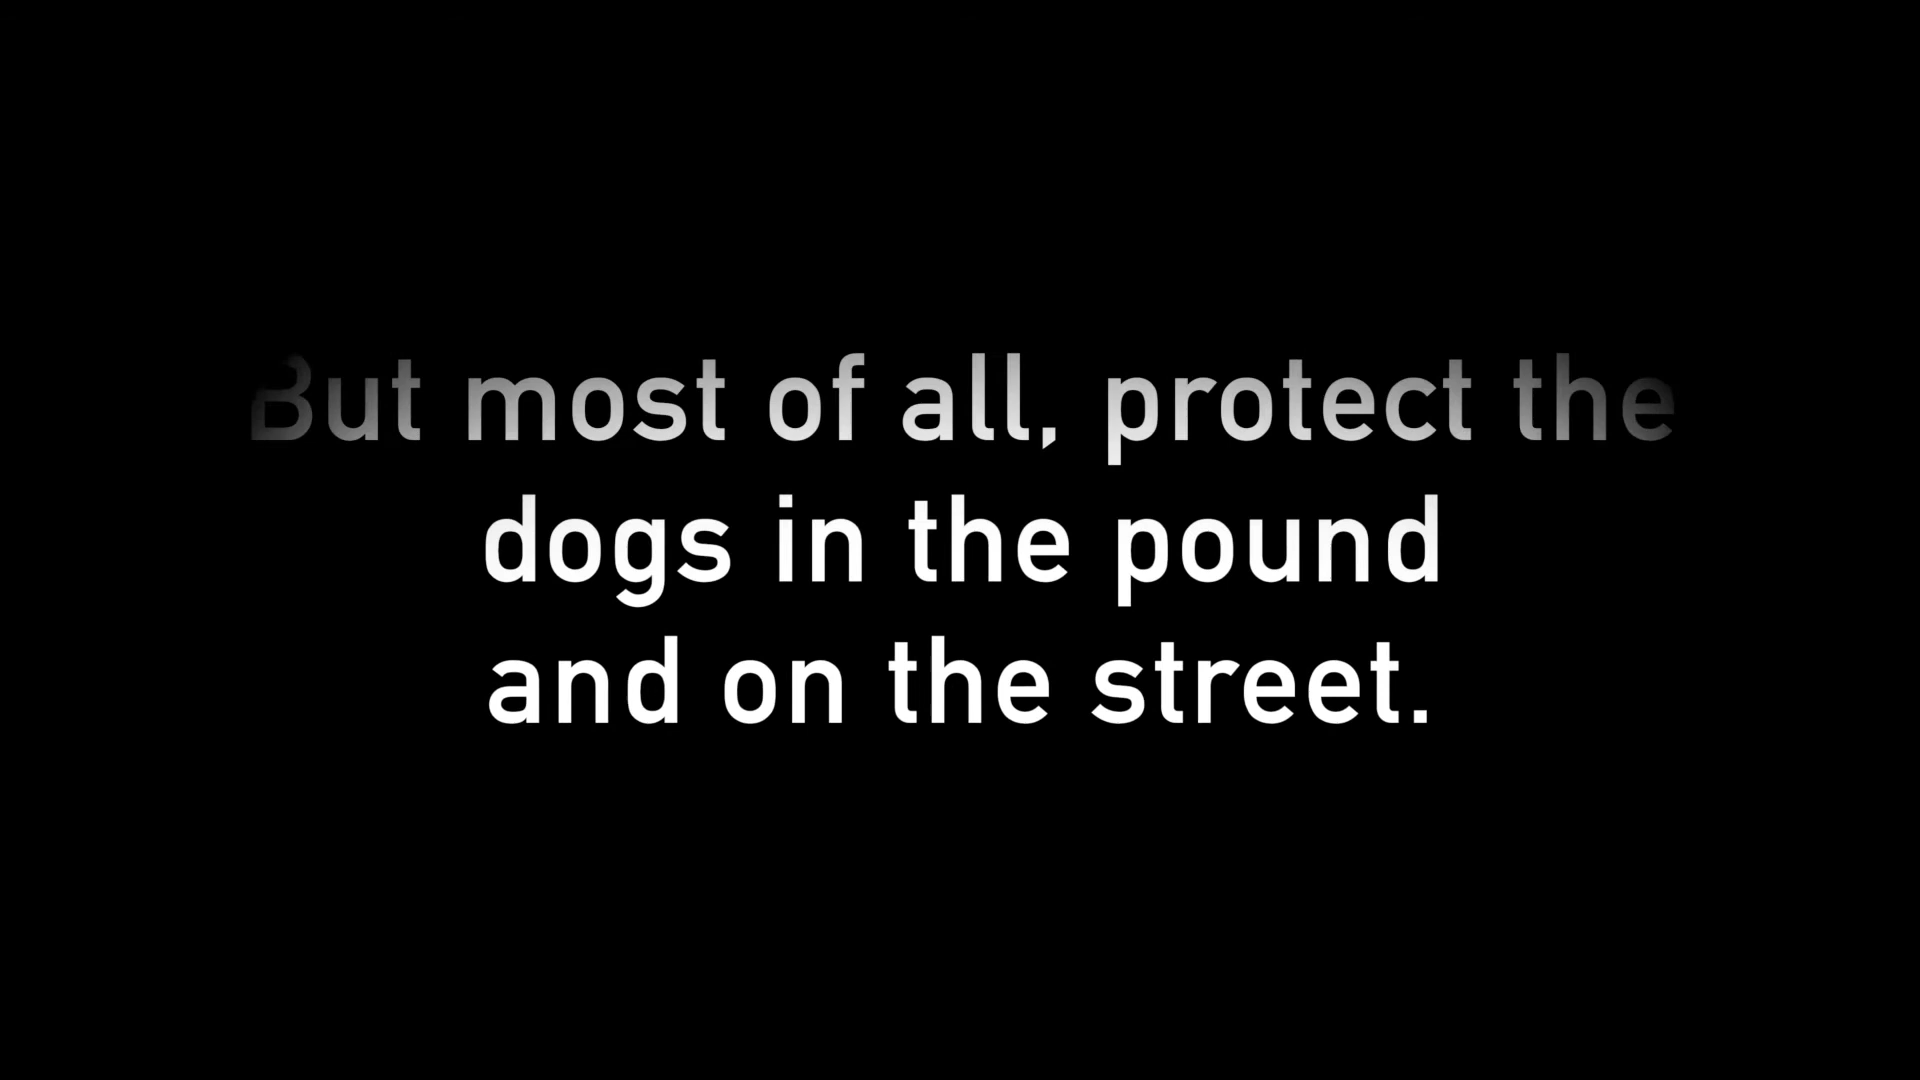 But most of all, protect the
dogs in the pound
and on the street.